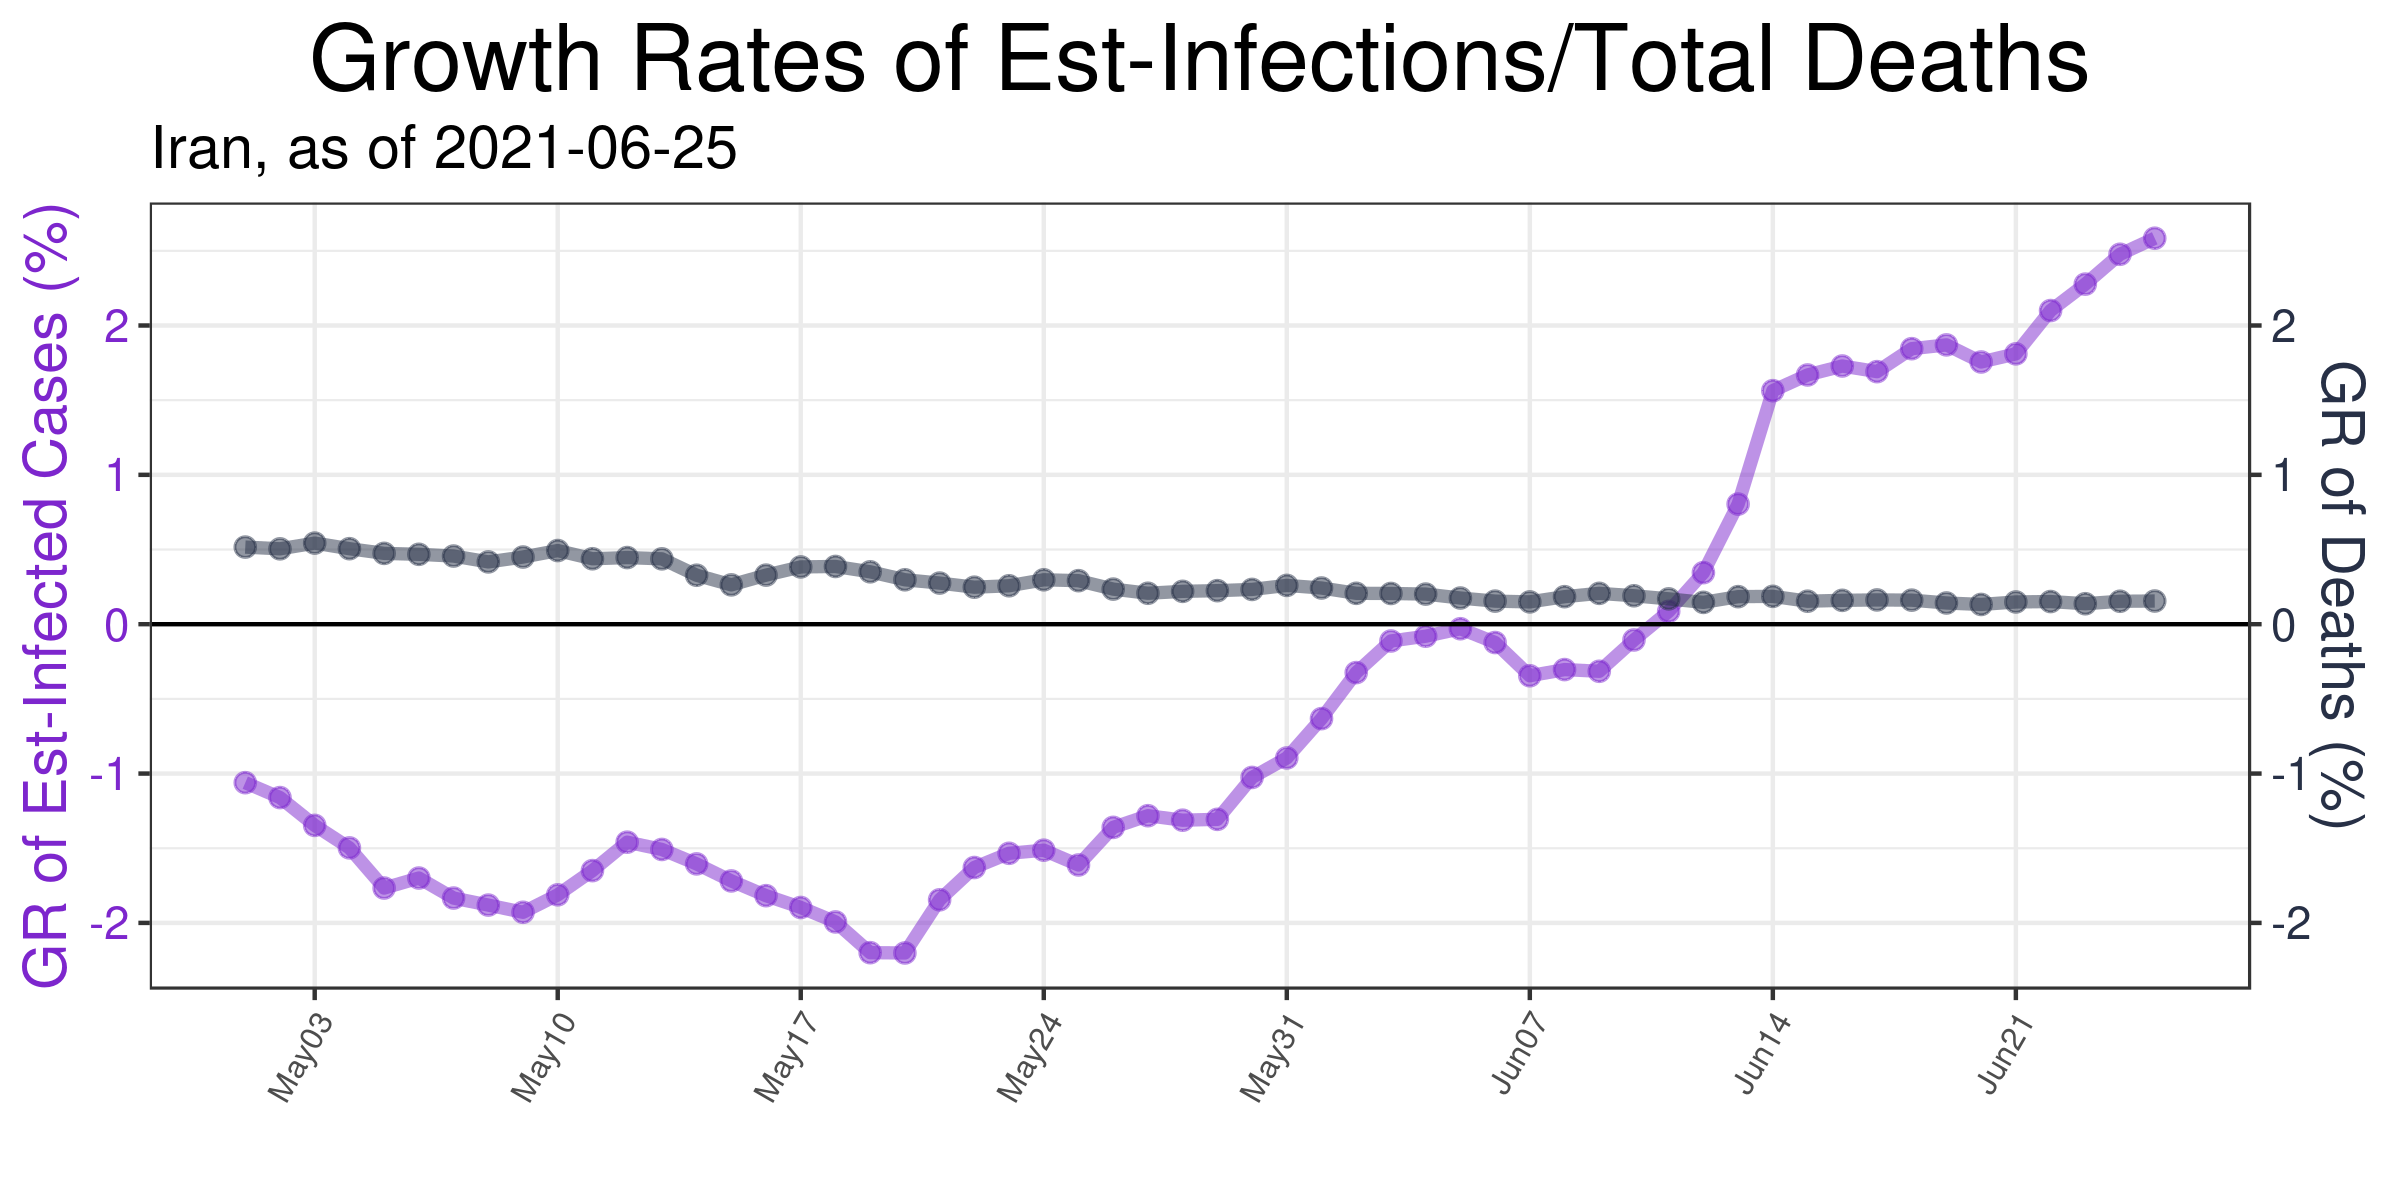 Growth Rates of Est-Infections/Total Deaths
Iran, as of 2021-06-25
GR of Est-Infected Cases (%)
2
1
0
-1
-2
2
1
0
-1
-2
GR of Deaths (%)
May03
May10
May17
May24
May31
Jun07
Jun14
Jun21